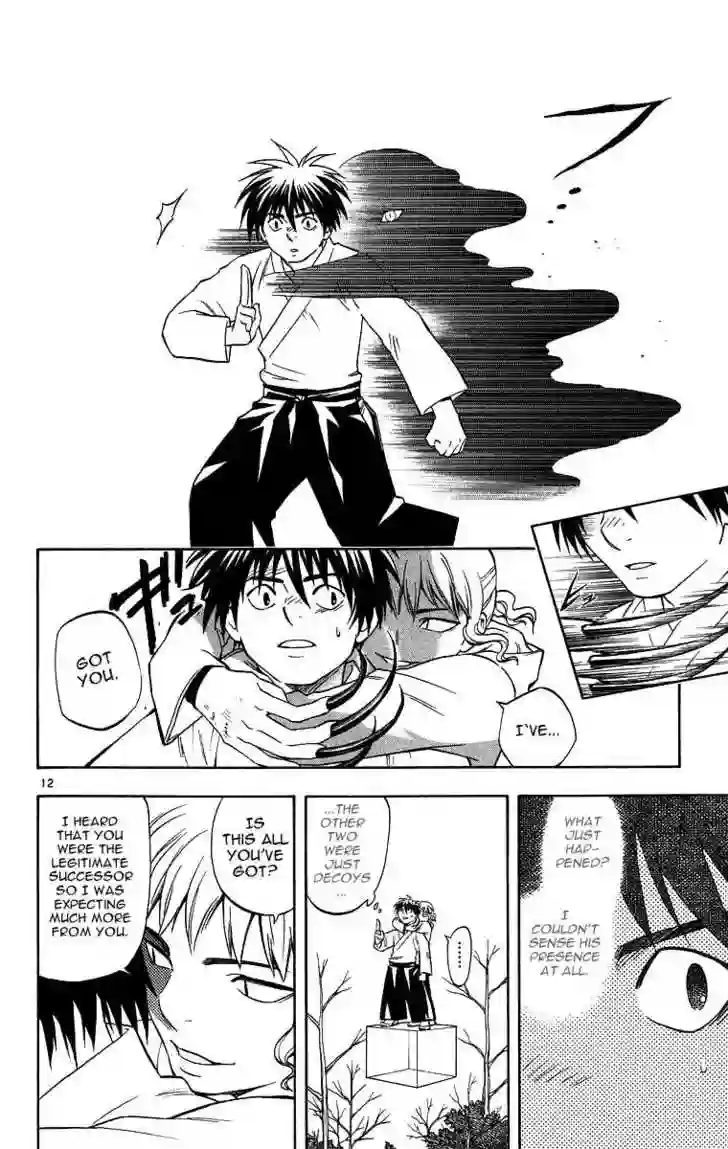 フ
I'VE...
GOT
YOU.
12
WHAT
JUST
HAP-
PENED?
I
COULDN'T
SENSE HIS
PRESENCE
AT ALL.
...THE
OTHER
TWO
WERE
JUST
DECOYS
...
......
IS
THIS ALL
YOU'VE
GOT?
I HEARD
THAT YOU
WERE THE
LEGITIMATE
SUCCESSOR
SO I WAS
EXPECTING
MUCH MORE
FROM YOU.